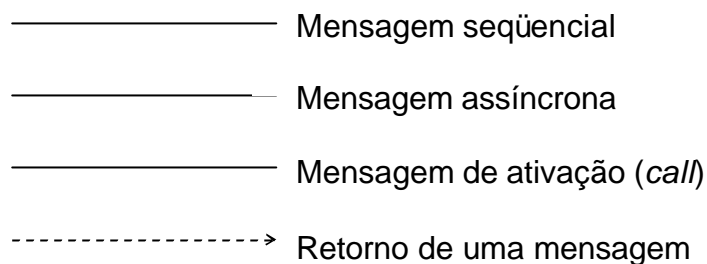 Mensagem seqüencial
Mensagem assíncrona
Mensagem de ativação (call)
Retorno de uma mensagem